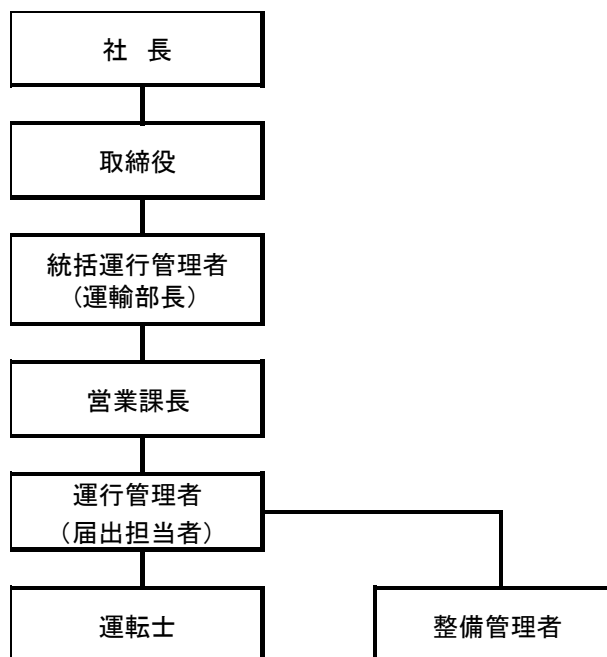 社 長
取締役
統括運行管理者
(運輸部長)
営業課長
運行管理者
(届出担当者)
運転士
整備管理者